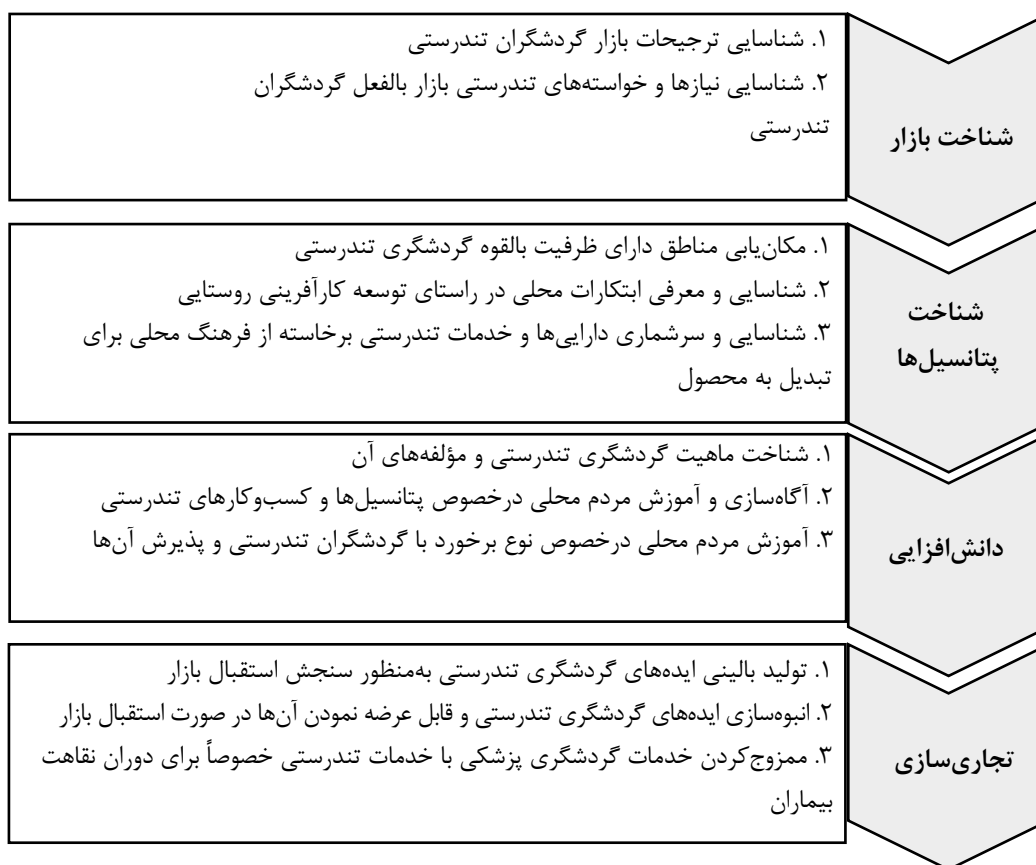 شناخت بازار
۱. شناسایی ترجیحات بازار گردشگران تندرستی
۲. شناسایی نیازها و خواسته‌های تندرستی بازار بالفعل گردشگران
تندرستی
شناخت
پتانسیل‌ها
۱. مکان‌یابی مناطق دارای ظرفیت بالقوه گردشگری تندرستی
۲. شناسایی و معرفی ابتکارات محلی در راستای توسعه کارآفرینی روستایی
۳. شناسایی و سرشماری دارایی‌ها و خدمات تندرستی برخاسته از فرهنگ محلی برای
تبدیل به محصول
دانش‌افزایی
۱. شناخت ماهیت گردشگری تندرستی و مؤلفه‌های آن
۲. آگاه‌سازی و آموزش مردم محلی درخصوص پتانسیل‌ها و کسب‌وکارهای تندرستی
۳. آموزش مردم محلی درخصوص نوع برخورد با گردشگران تندرستی و پذیرش آن‌ها
تجاری‌سازی
۱. تولید بالینی ایده‌های گردشگری تندرستی به‌منظور سنجش استقبال بازار
۲. انبوه‌سازی ایده‌های گردشگری تندرستی و قابل عرضه نمودن آن‌ها در صورت استقبال بازار
۳. ممزوج‌کردن خدمات گردشگری پزشکی با خدمات تندرستی خصوصاً برای دوران نقاهت
بیماران